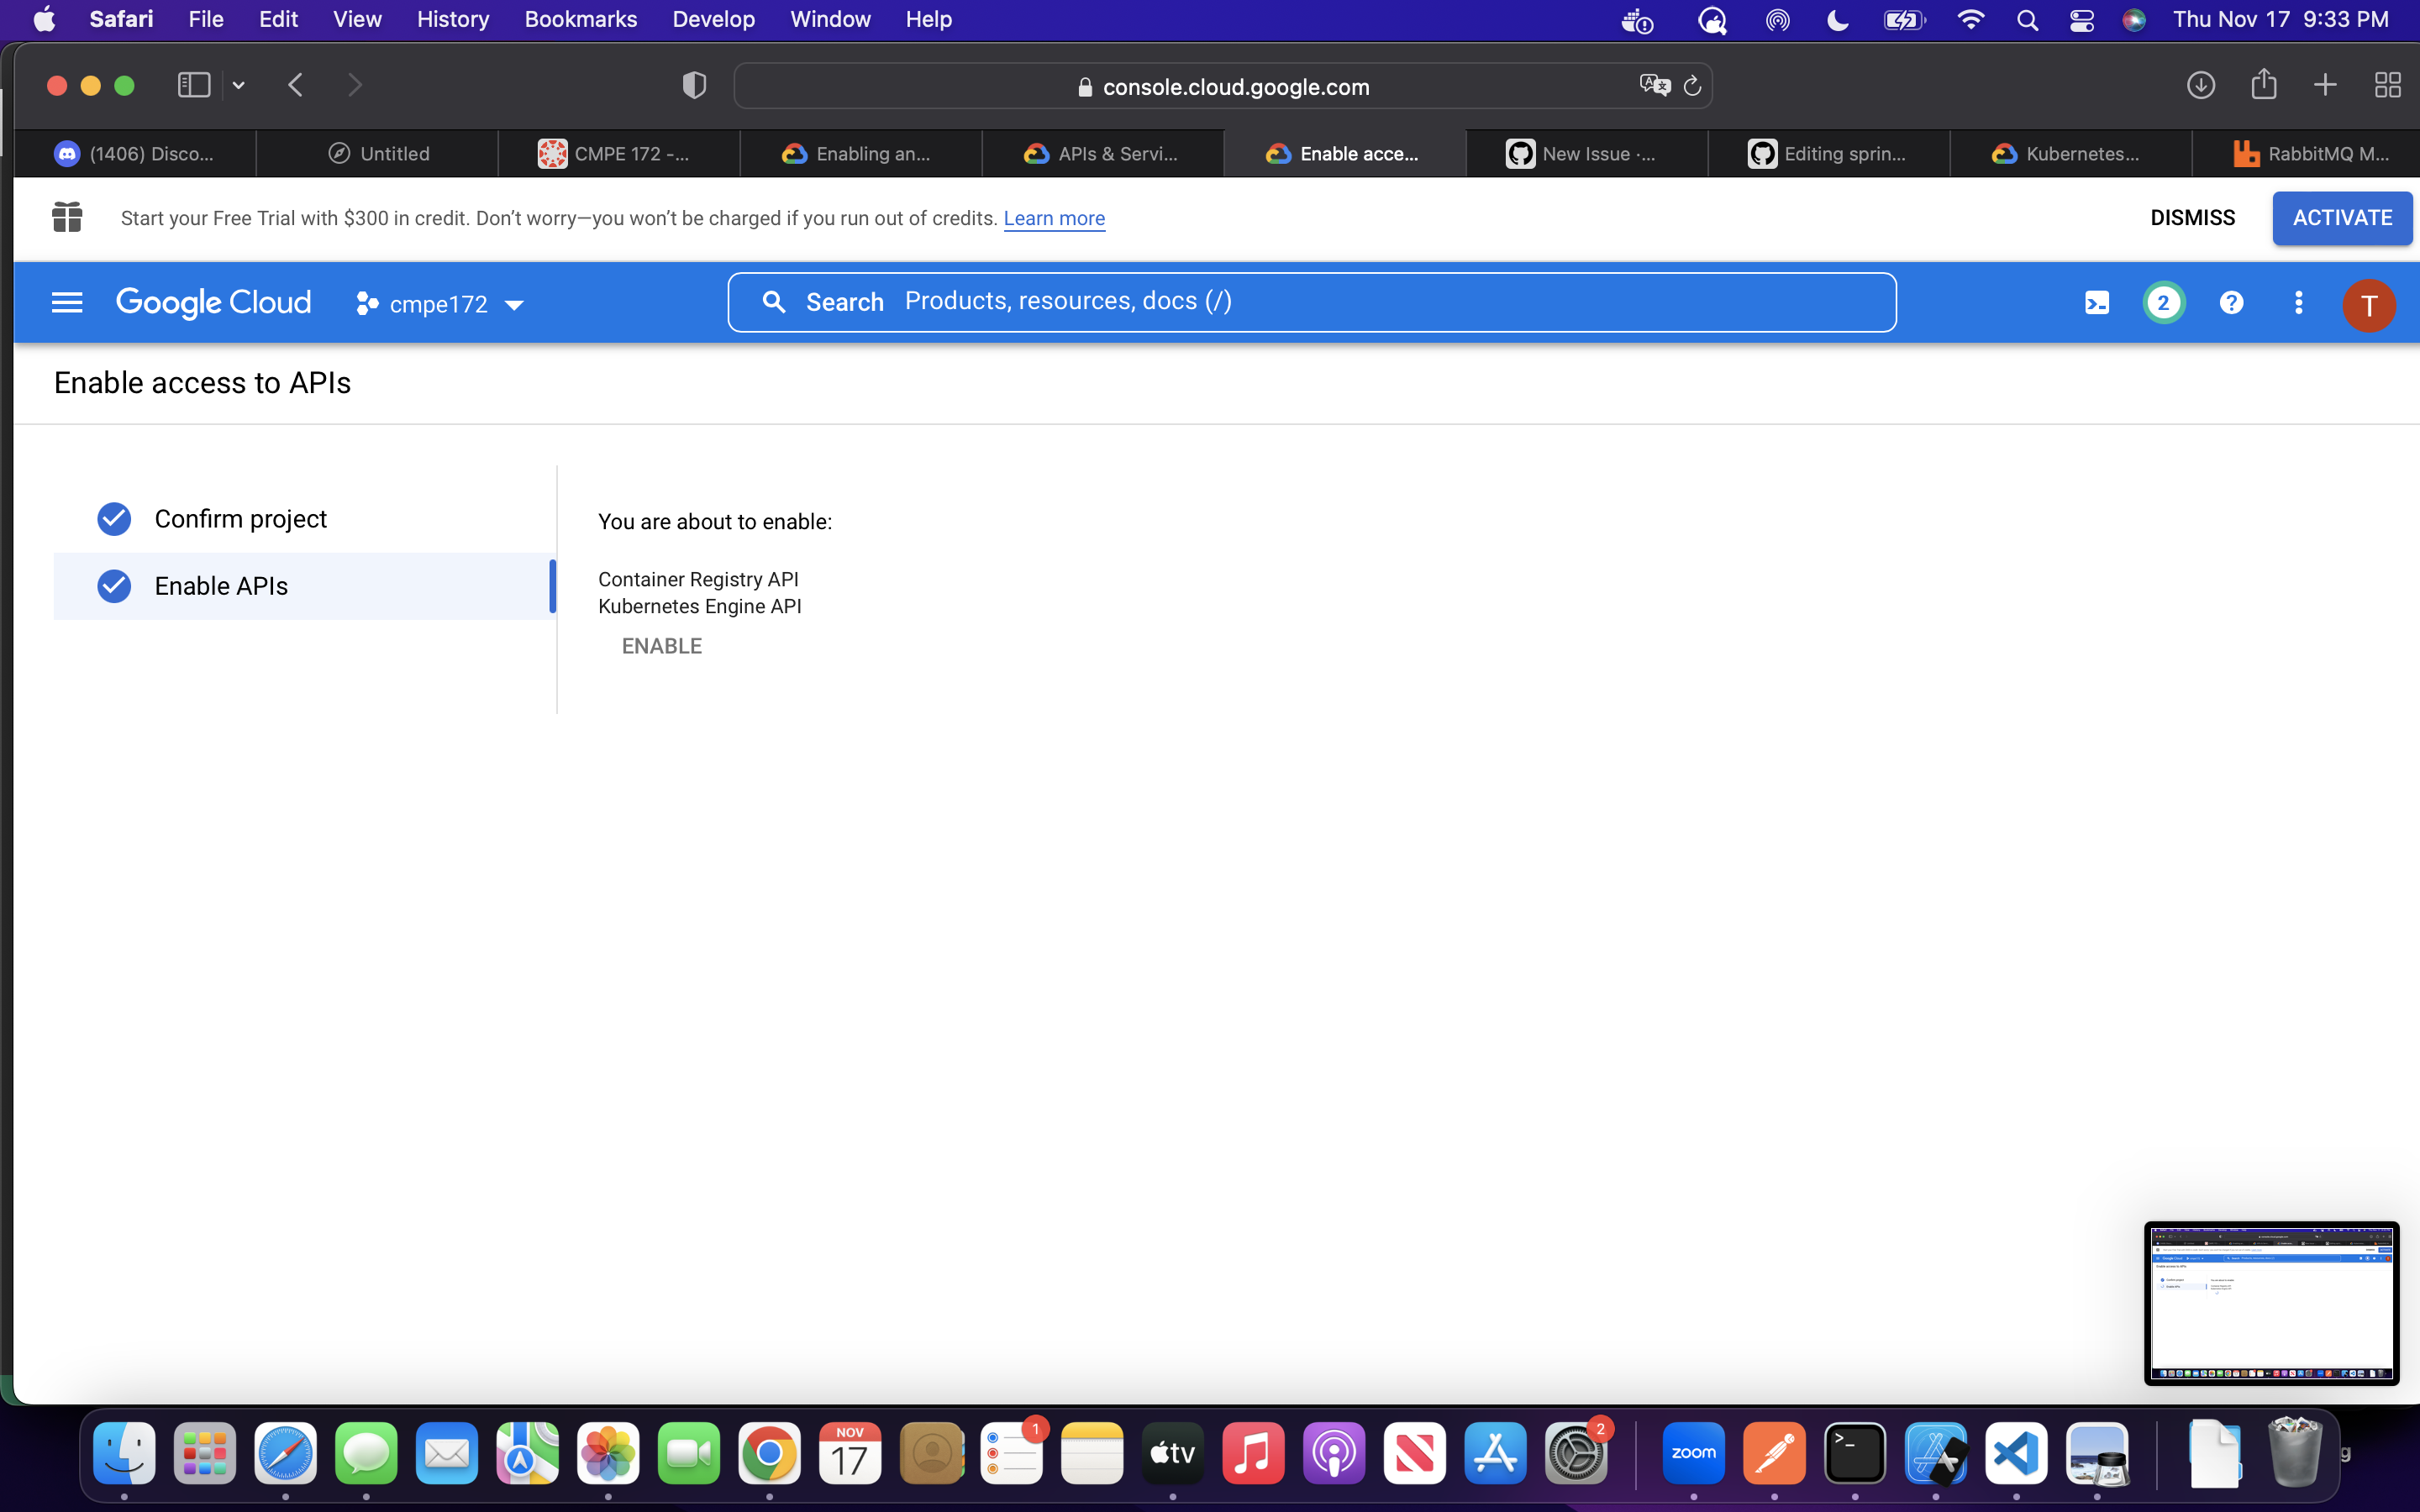 Safari File Edit View History Bookmarks Develop Window Help Thu Nov 17 9:33 PM
console.cloud.google.com
(1406) Disco... Untitled CMPE 172 -... Enabling an... APIs & Servi... Enable acce... New Issue ·... Editing sprin... Kubernetes... RabbitMQ M...
Start your Free Trial with $300 in credit. Don’t worry—you won’t be charged if you run out of credits. Learn more DISMISS ACTIVATE
Google Cloud cmpe172 Search Products, resources, docs (/) 2 ? T
Enable access to APIs
Confirm project
Enable APIs
You are about to enable:
Container Registry API
Kubernetes Engine API
ENABLE
NOV
17
1
tv
2
zoom